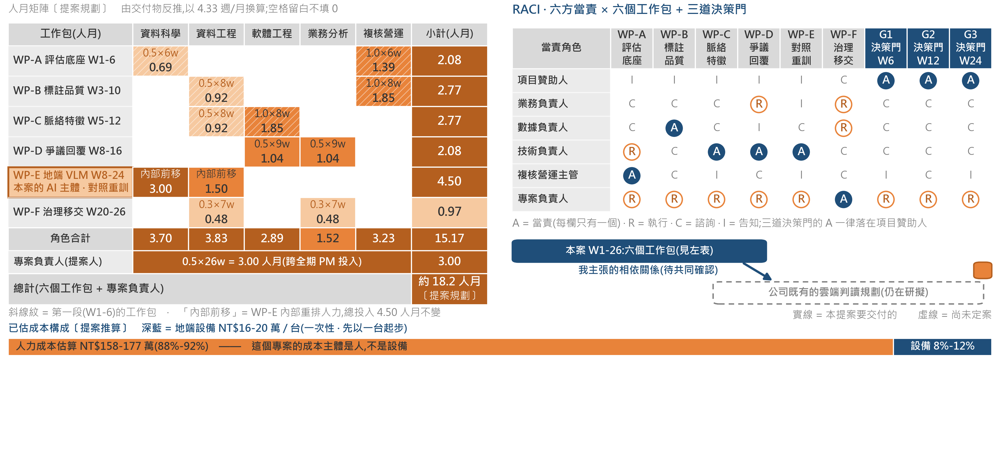 人月矩陣〔提案規劃〕 由交付物反推,以 4.33 週/月換算;空格留白不填 0
工作包(人月) 資料科學 資料工程 軟體工程 業務分析 複核營運 小計(人月)
WP-A 評估底座 W1-6 0.5×6w 0.69 1.0×6w 1.39 2.08
WP-B 標註品質 W3-10 0.5×8w 0.92 1.0×8w 1.85 2.77
WP-C 脈絡特徵 W5-12 0.5×8w 0.92 1.0×8w 1.85 2.77
WP-D 爭議回覆 W8-16 0.5×9w 1.04 0.5×9w 1.04 2.08
WP-E 地端 VLM W8-24
本案的 AI 主體 · 對照重訓 內部前移 3.00 內部前移 1.50 4.50
WP-F 治理移交 W20-26 0.3×7w 0.48 0.3×7w 0.48 0.97
角色合計 3.70 3.83 2.89 1.52 3.23 15.17
專案負責人(提案人) 0.5×26w = 3.00 人月(跨全期 PM 投入) 3.00
總計(六個工作包 + 專案負責人) 約 18.2 人月
〔提案規劃〕
斜線紋 = 第一段(W1-6)的工作包 · 「內部前移」= WP-E 內部重排人力,總投入 4.50 人月不變
RACI · 六方當責 × 六個工作包 + 三道決策門
當責角色 WP-A 評估底座 WP-B 標註品質 WP-C 脈絡特徵 WP-D 爭議回覆 WP-E 對照重訓 WP-F 治理移交 G1 決策門 W6 G2 決策門 W12 G3 決策門 W24
項目贊助人 I I I I I C A A A
業務負責人 C C C R I R C C C
數據負責人 C A C I C R C C C
技術負責人 R C A A A C C C C
複核營運主管 A C I C I C I C I
專案負責人 R R R R R A R R R
A = 當責(每欄只有一個) · R = 執行 · C = 諮詢 · I = 告知;三道決策門的 A 一律落在項目贊助人
本案 W1-26:六個工作包(見左表)
我主張的相依關係(待共同確認)
公司既有的雲端判讀規劃(仍在研擬)
實線 = 本提案要交付的 虛線 = 尚未定案
已估成本構成〔提案推算〕 深藍 = 地端設備 NT$16-20 萬 / 台(一次性 · 先以一台起步)
人力成本估算 NT$158-177 萬(88%-92%) —— 這個專案的成本主體是人,不是設備
設備 8%-12%